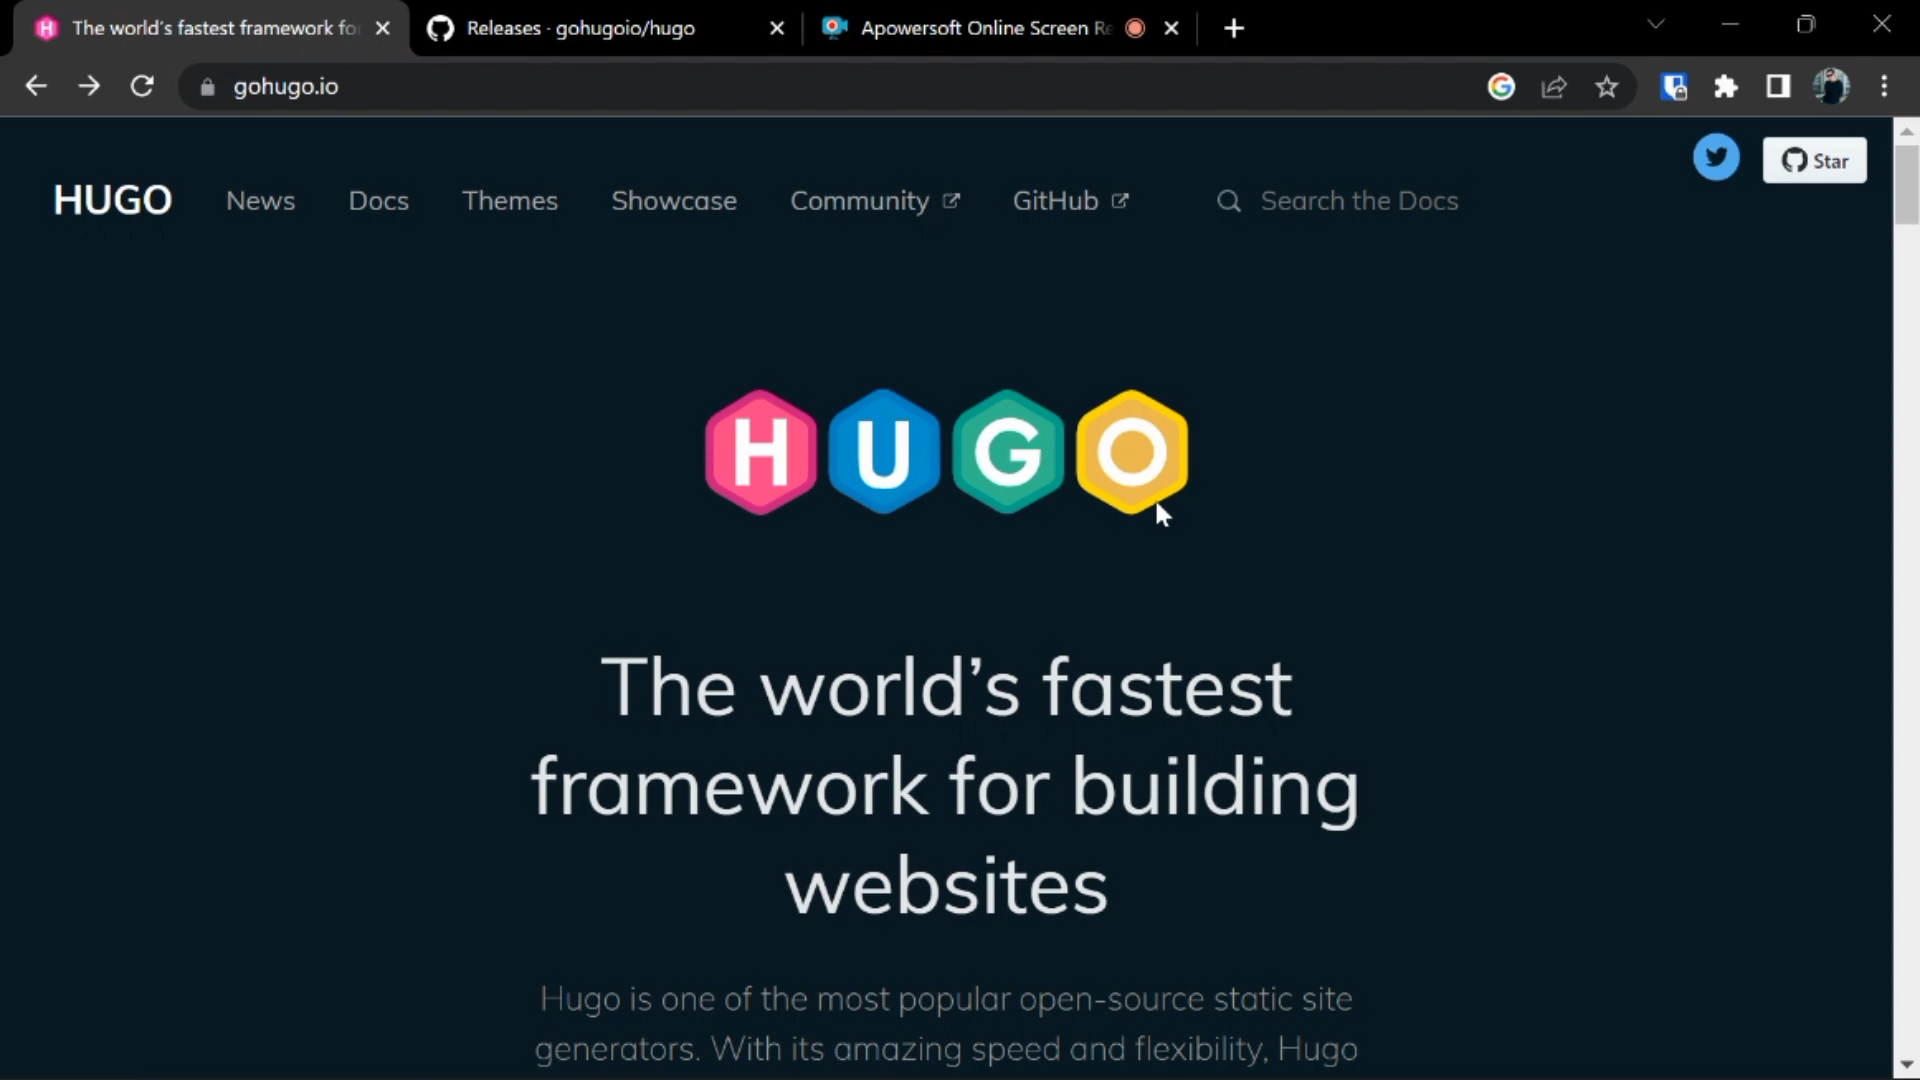 The world's fastest framework fo
Releases · gohugoio/hugo
Apowersoft Online Screen Re
gohugo.io
Star
HUGO News Docs Themes Showcase Community GitHub Search the Docs
HUGO
The world’s fastest
framework for building
websites
Hugo is one of the most popular open-source static site
generators. With its amazing speed and flexibility, Hugo